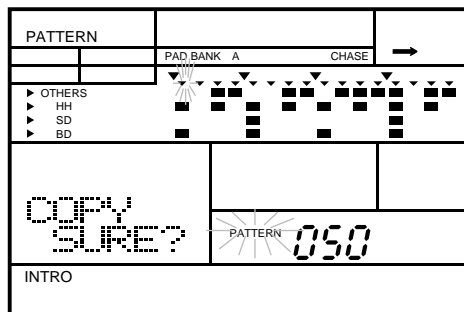 PATTERN
PAD BANK A CHASE
OTHERS
HH
SD
BD
COPY
SURE?
PATTERN 050
INTRO